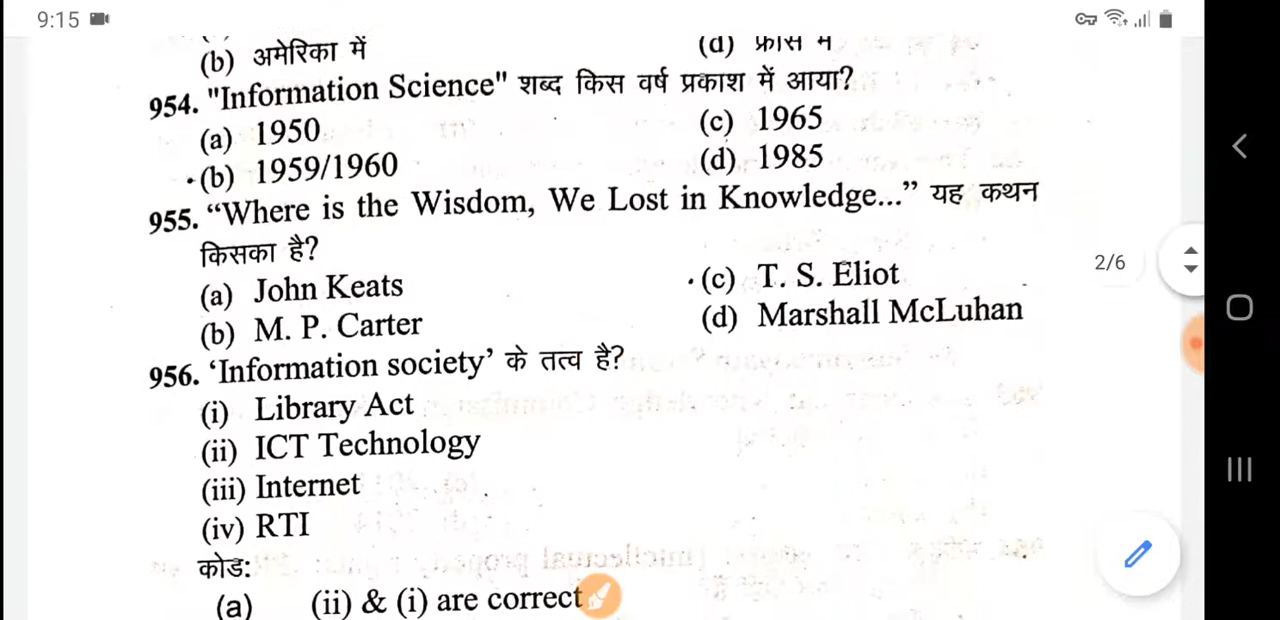 9:15
(b) अमेरिका में
(d) फ्रांस में
954. "Information Science" शब्द किस वर्ष प्रकाश में आया?
(a) 1950
(c) 1965
(b) 1959/1960
(d) 1985
955. “Where is the Wisdom, We Lost in Knowledge...” यह कथन
किसका है?
(a) John Keats
(c) T. S. Eliot
(b) M. P. Carter
(d) Marshall McLuhan
2/6
956. ‘Information society’ के तत्व है?
(i) Library Act
(ii) ICT Technology
(iii) Internet
(iv) RTI
कोड:
(a) (ii) & (i) are correct